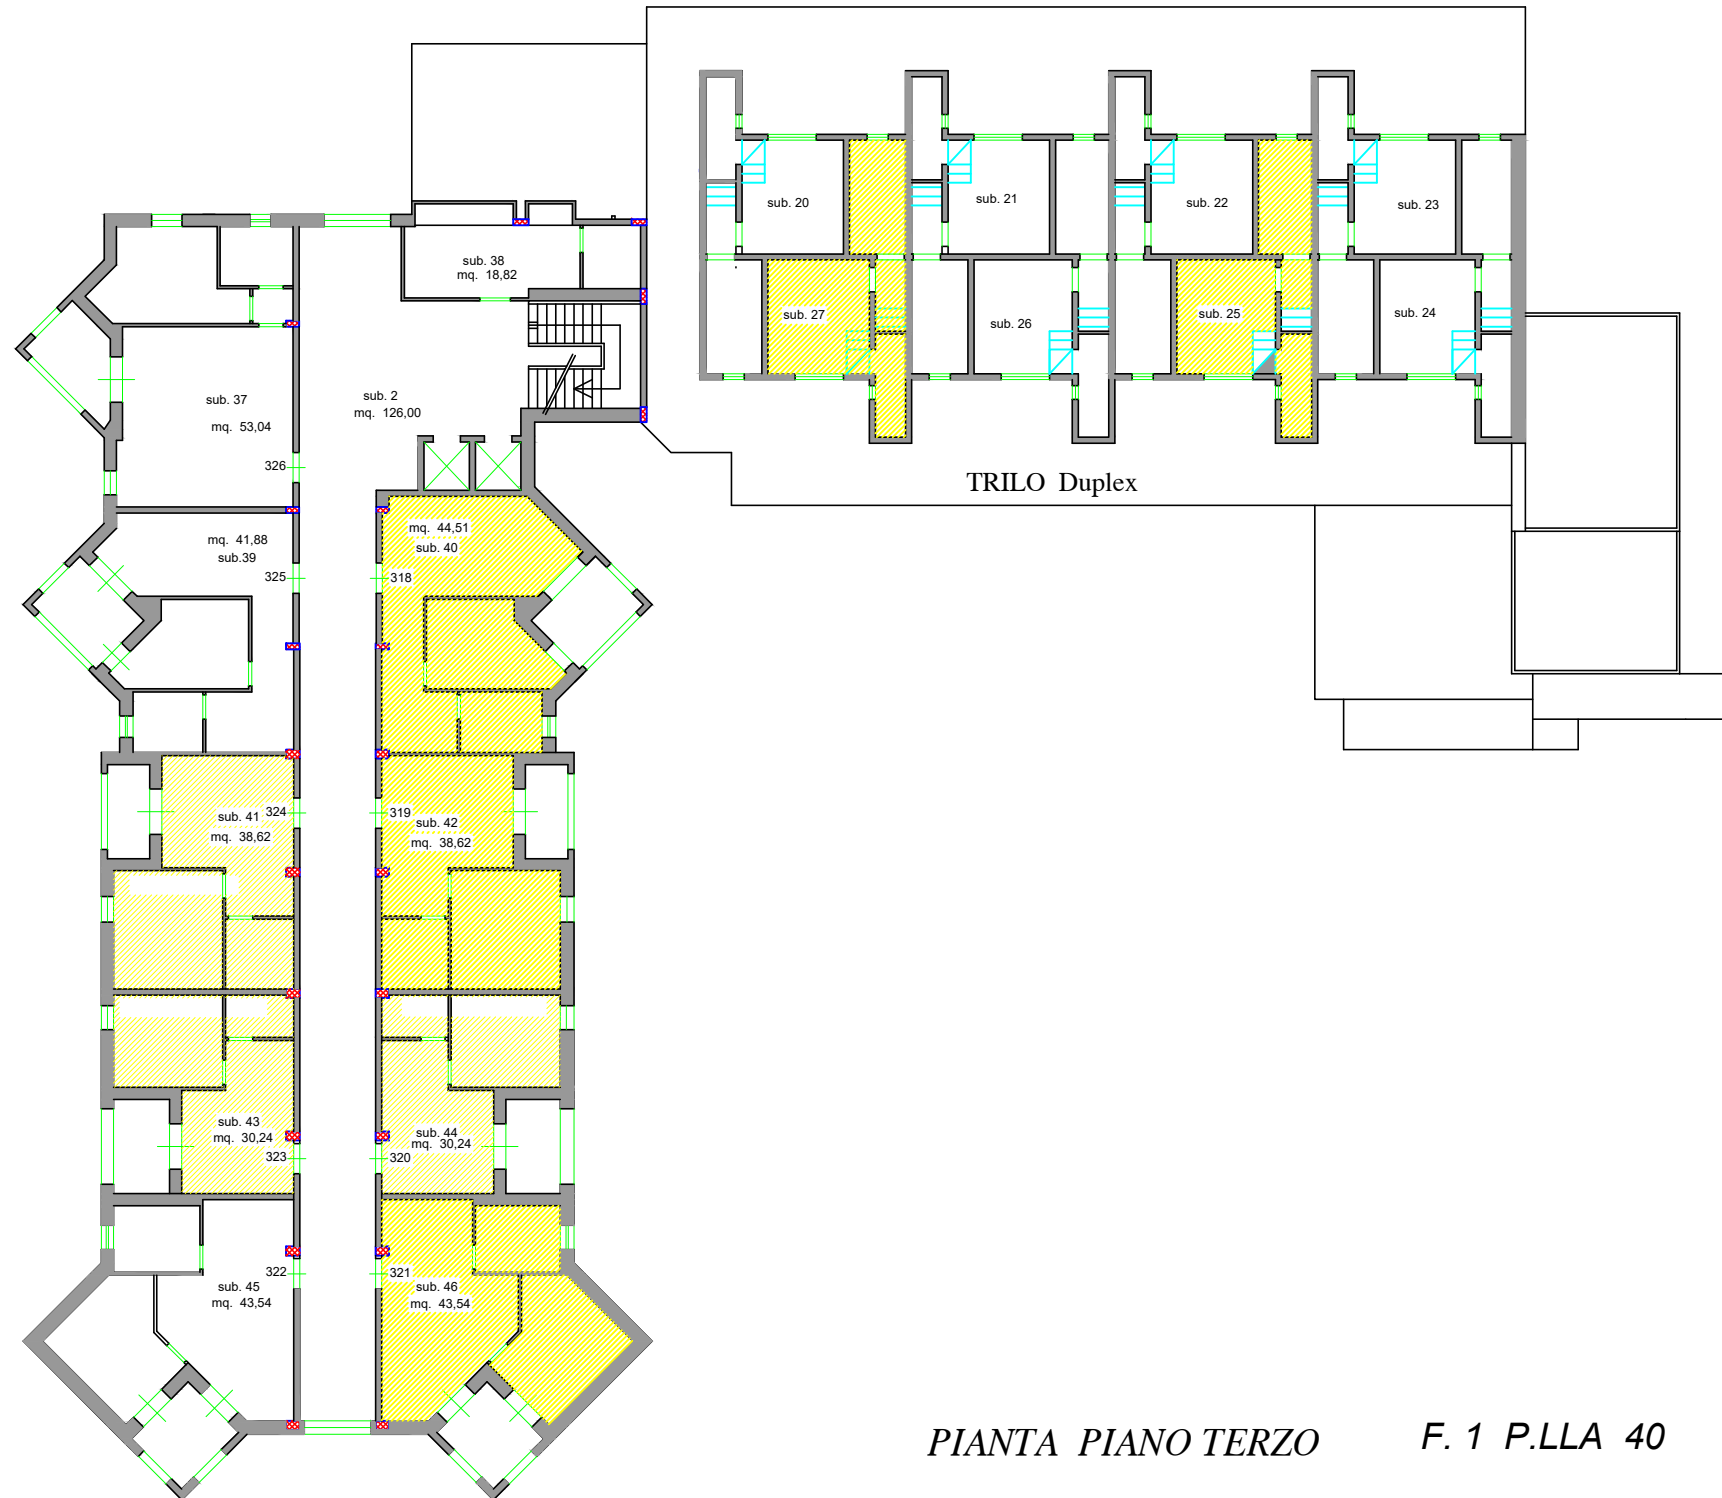 sub. 20
sub. 21
sub. 22
sub. 23
sub. 38
mq. 18,82
sub. 27
sub. 26
sub. 25
sub. 24
sub. 37
mq. 53,04
sub. 2
mq. 126,00
326
TRILO Duplex
mq. 41,88
sub.39
325
mq. 44,51
sub. 40
318
sub. 41
324
mq. 38,62
319
sub. 42
mq. 38,62
sub. 43
mq. 30,24
323
sub. 44
mq. 30,24
320
322
sub. 45
mq. 43,54
321
sub. 46
mq. 43,54
PIANTA PIANO TERZO
F. 1 P.LLA 40